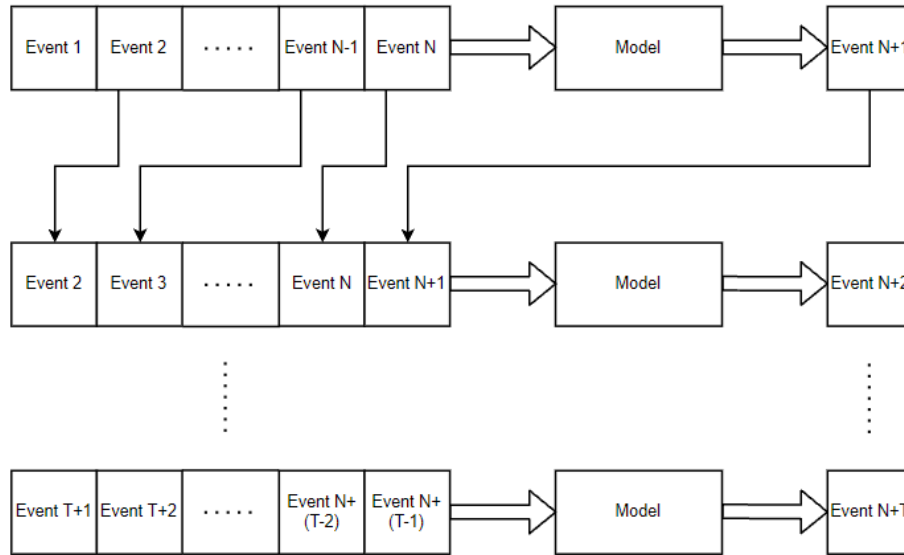 Event 1 Event 2 ..... Event N-1 Event N Model Event N+1
Event 2 Event 3 ..... Event N Event N+1 Model Event N+2
Event T+1 Event T+2 ..... Event N+ Event N+ Model Event N+T
(T-2) (T-1)